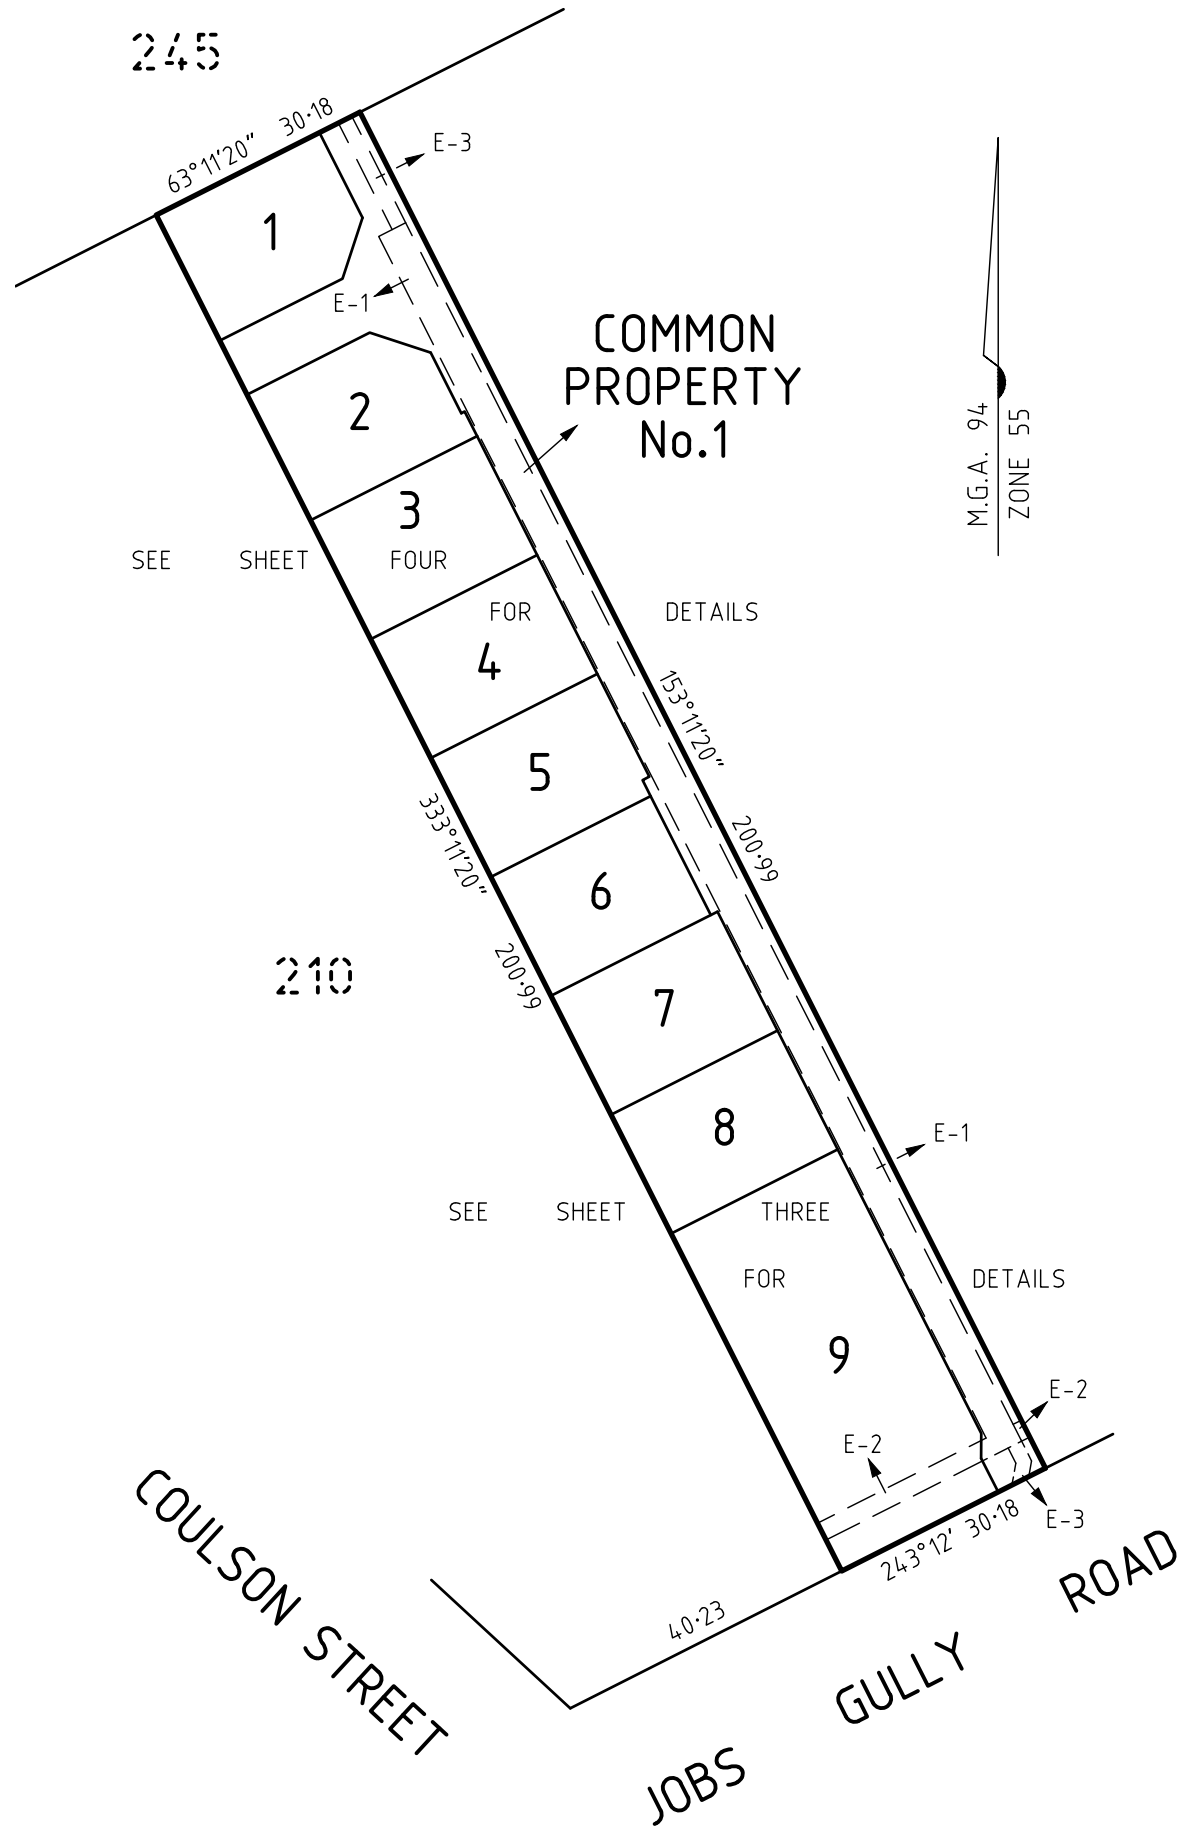 245
63°11'20" 30·18
E-3
1
E-1
COMMON
PROPERTY
No.1
M.G.A. 94
ZONE 55
2
3
SEE SHEET FOUR
FOR DETAILS
4
153°11'20"
200·99
5
333°11'20"
200·99
6
210
7
8
E-1
SEE SHEET THREE
FOR DETAILS
9
E-2
E-2
E-3
243°12' 30·18
40·23
COULSON STREET
JOBS GULLY ROAD